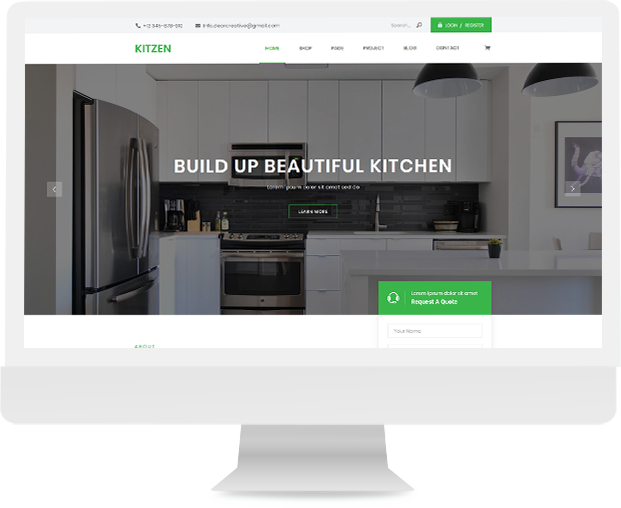 +12 345-678-910 info.deorcreative@gmail.com Search... LOGIN / REGISTER
KITZEN HOME SHOP PAGE PROJECT BLOG CONTACT
BUILD UP BEAUTIFUL KITCHEN
Lorem ipsum dolor sit amet sed do
LEARN MORE
Lorem ipsum dolor sit amet
Request A Quote
Your Name
ABOUT